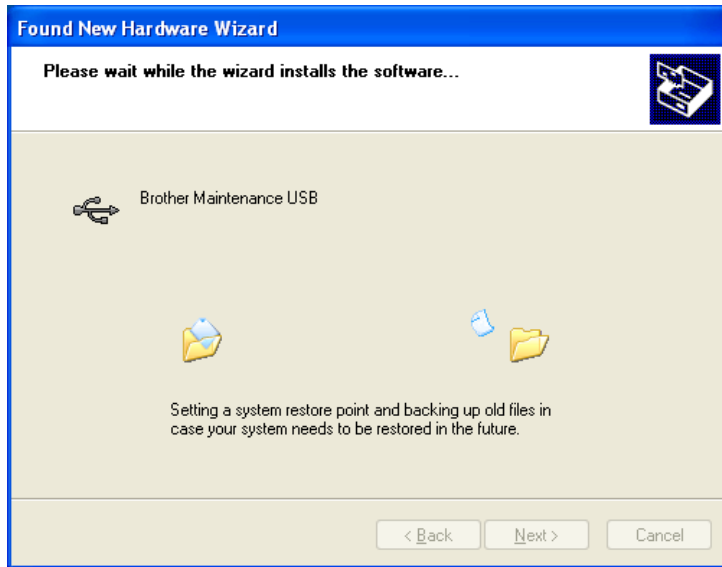 Found New Hardware Wizard
Please wait while the wizard installs the software...
Brother Maintenance USB
Setting a system restore point and backing up old files in
case your system needs to be restored in the future.
< Back
Next >
Cancel